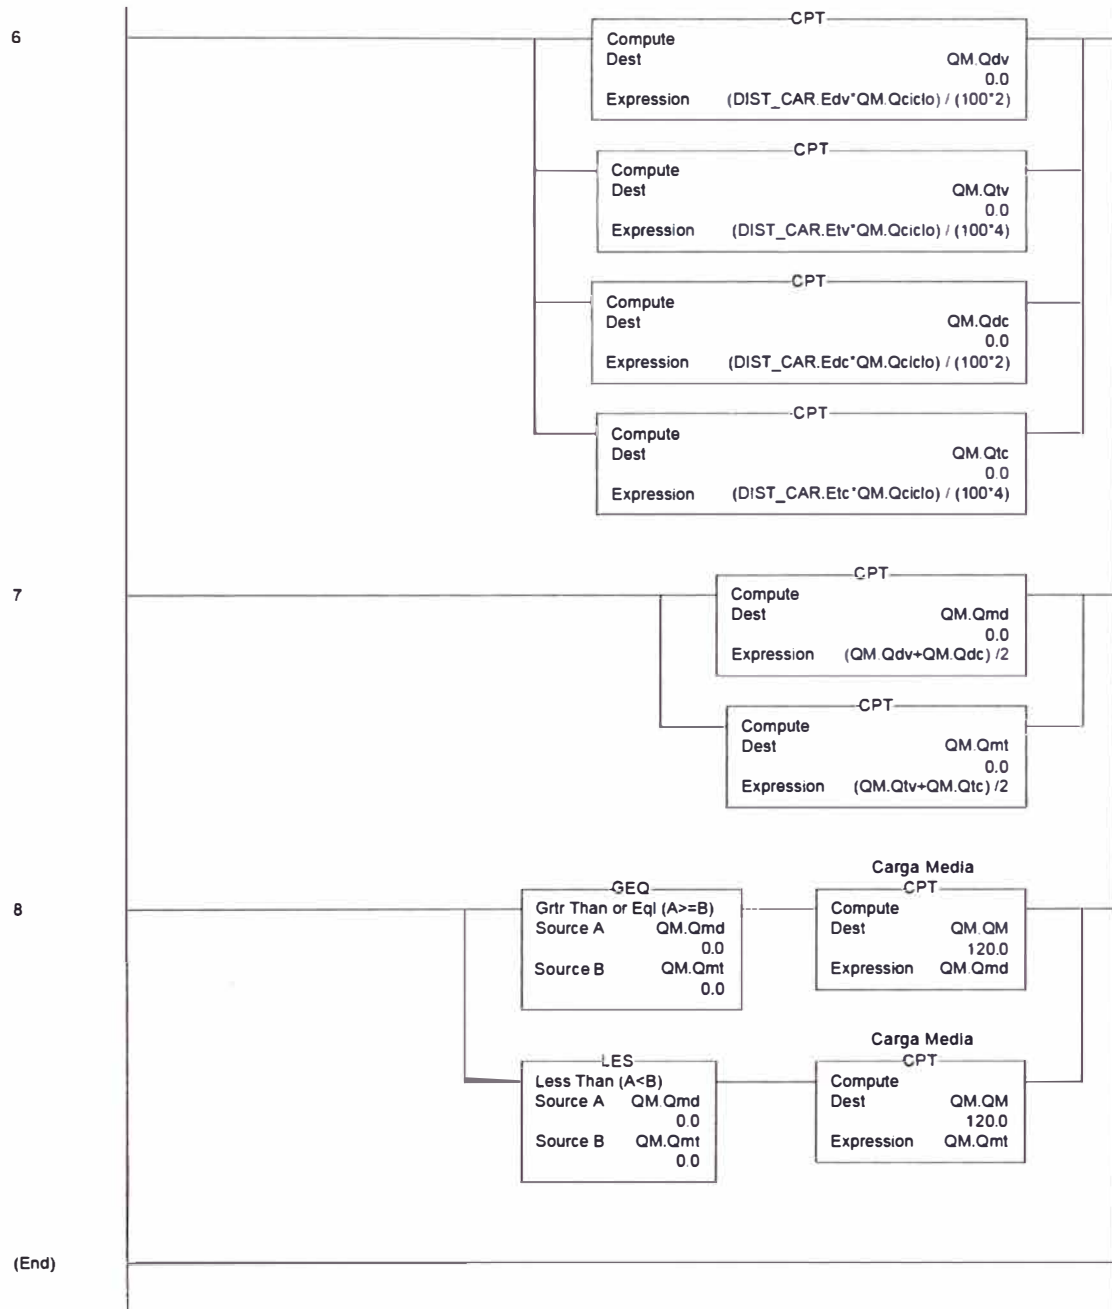 6
CPT
Compute
Dest QM.Qdv
0.0
Expression (DIST_CAR.Edv*QM.Qciclo) / (100*2)
CPT
Compute
Dest QM.Qtv
0.0
Expression (DIST_CAR.Etv*QM.Qciclo) / (100*4)
CPT
Compute
Dest QM.Qdc
0.0
Expression (DIST_CAR.Edc*QM.Qciclo) / (100*2)
CPT
Compute
Dest QM.Qtc
0.0
Expression (DIST_CAR.Etc*QM.Qciclo) / (100*4)
7
CPT
Compute
Dest QM.Qmd
0.0
Expression (QM.Qdv+QM.Qdc) /2
CPT
Compute
Dest QM.Qmt
0.0
Expression (QM.Qtv+QM.Qtc) /2
8
GEQ
Grtr Than or Eql (A>=B)
Source A QM.Qmd
0.0
Source B QM.Qmt
0.0
Carga Media
CPT
Compute
Dest QM.QM
120.0
Expression QM.Qmd
LES
Less Than (A<B)
Source A QM.Qmd
0.0
Source B QM.Qmt
0.0
Carga Media
CPT
Compute
Dest QM.QM
120.0
Expression QM.Qmt
(End)